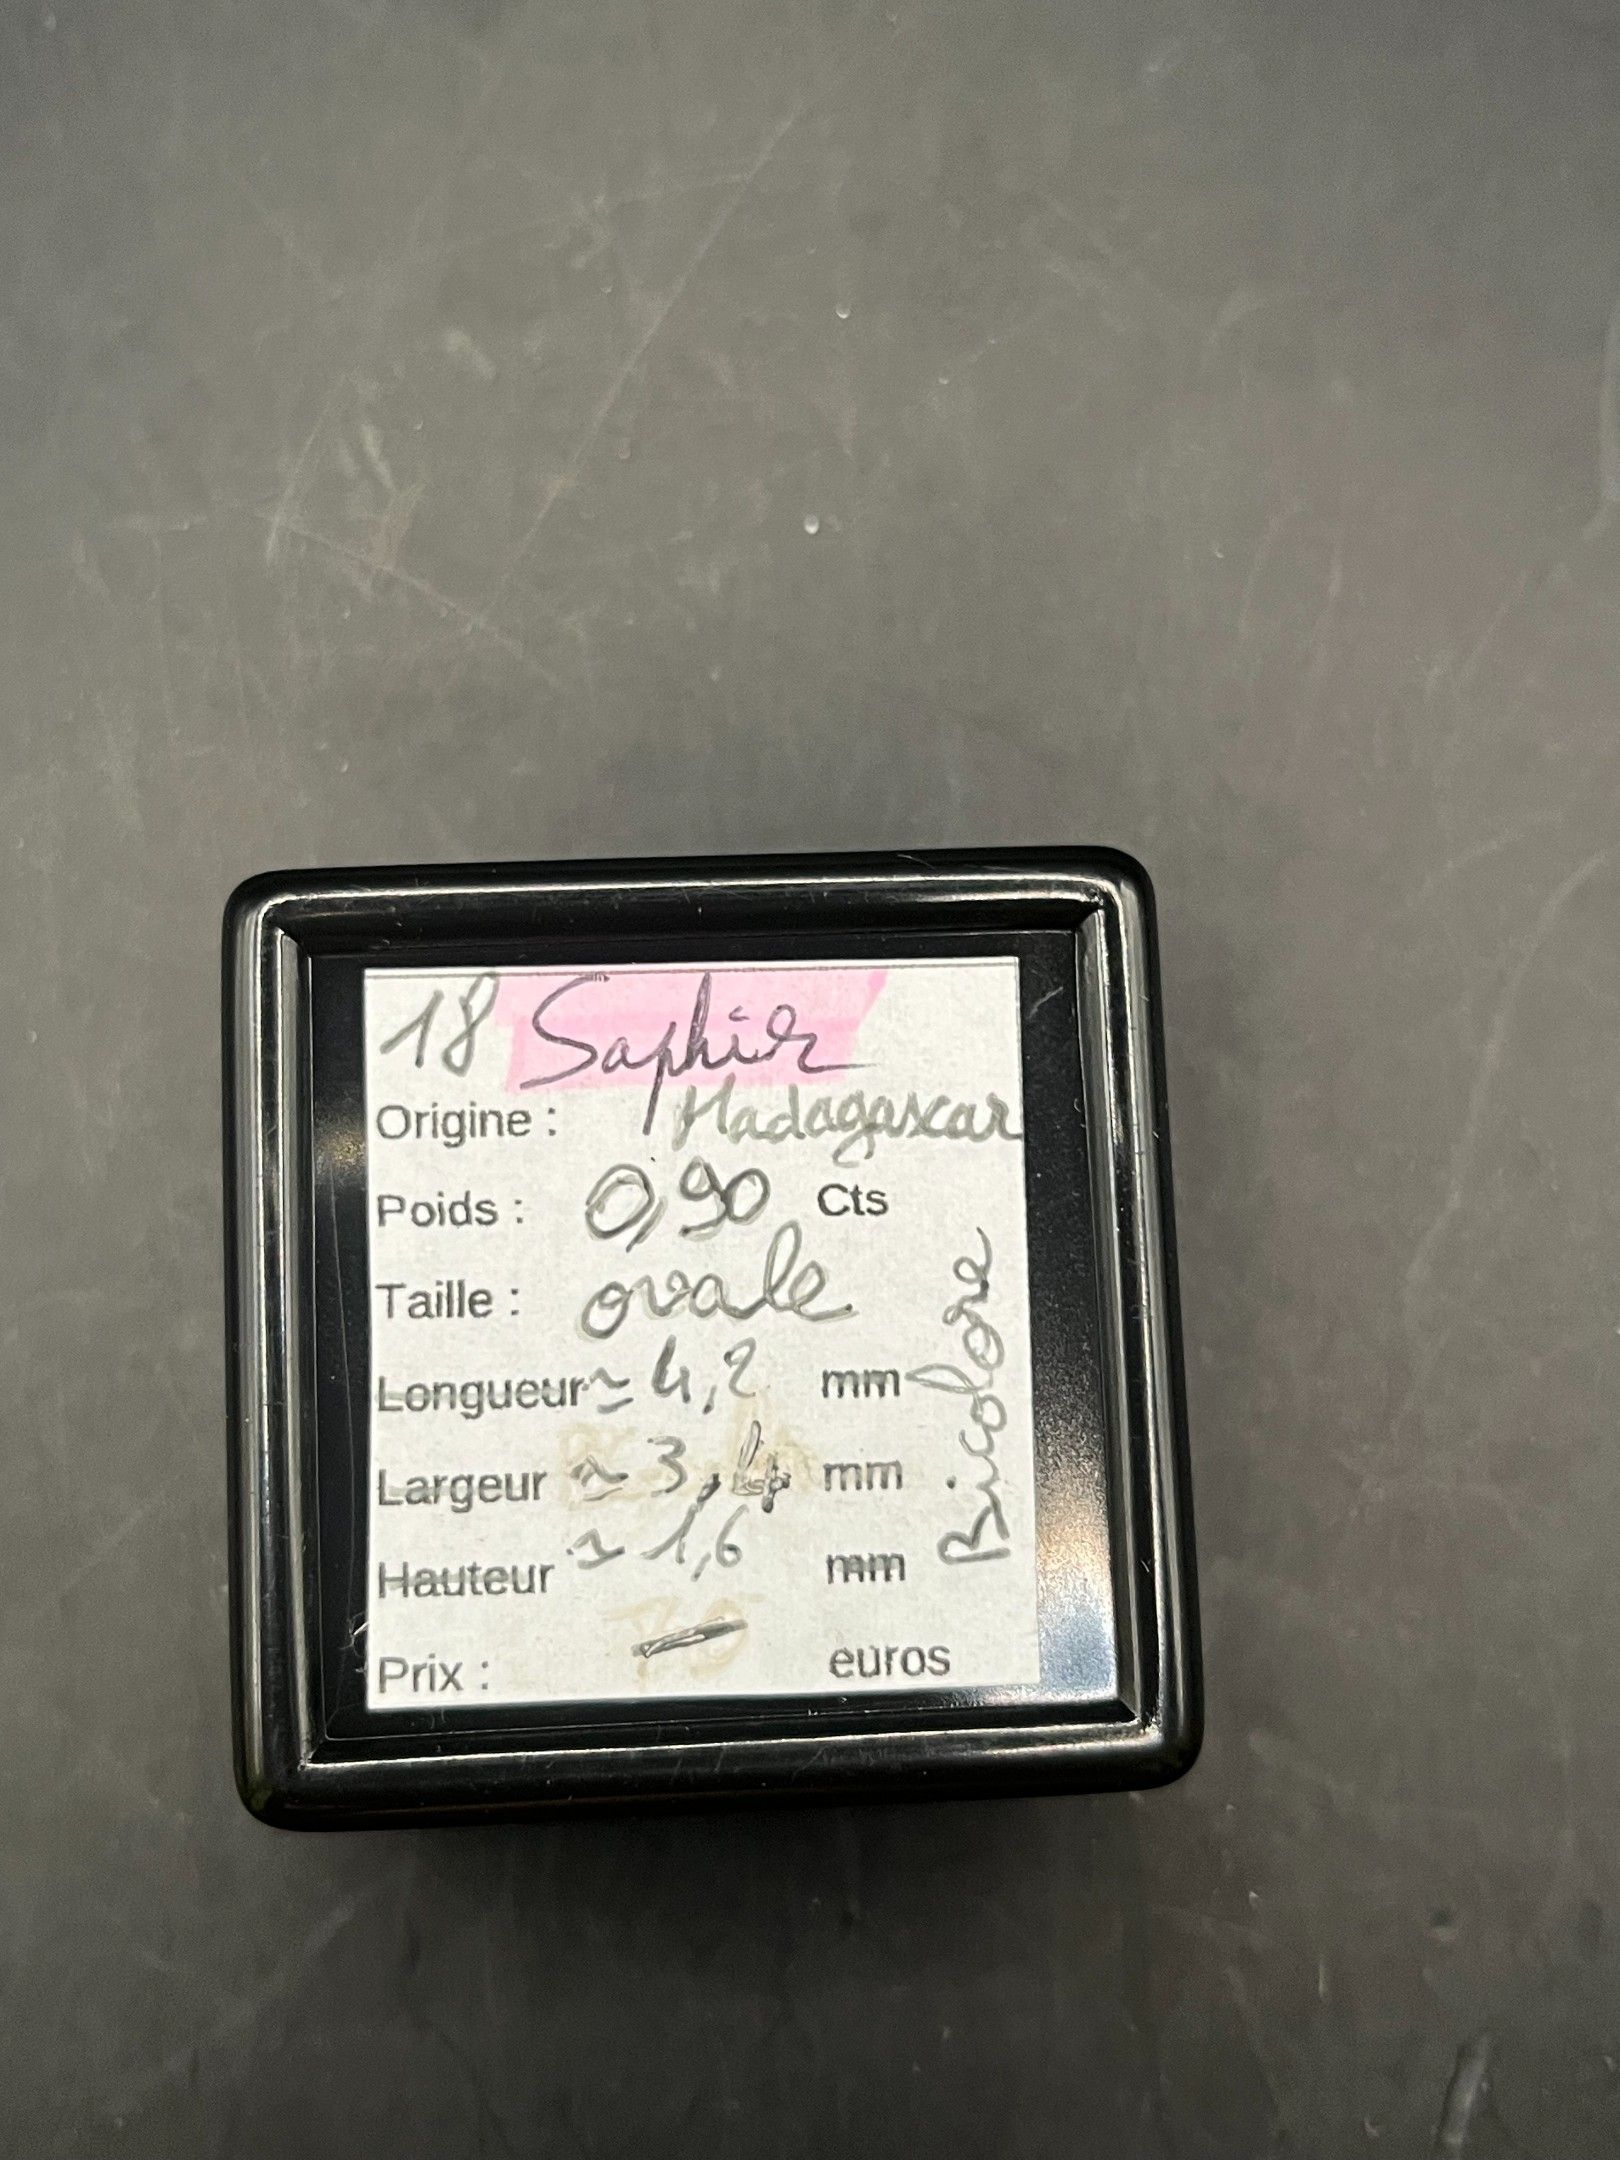 18 Saphir
Origine : Madagascar
Poids : 0,90 Cts
Taille : ovale
Longueur ≃ 4,2 mm
Largeur ≃ 3,4 mm
Hauteur ≃ 1,6 mm
Prix : — euros
Bicolore